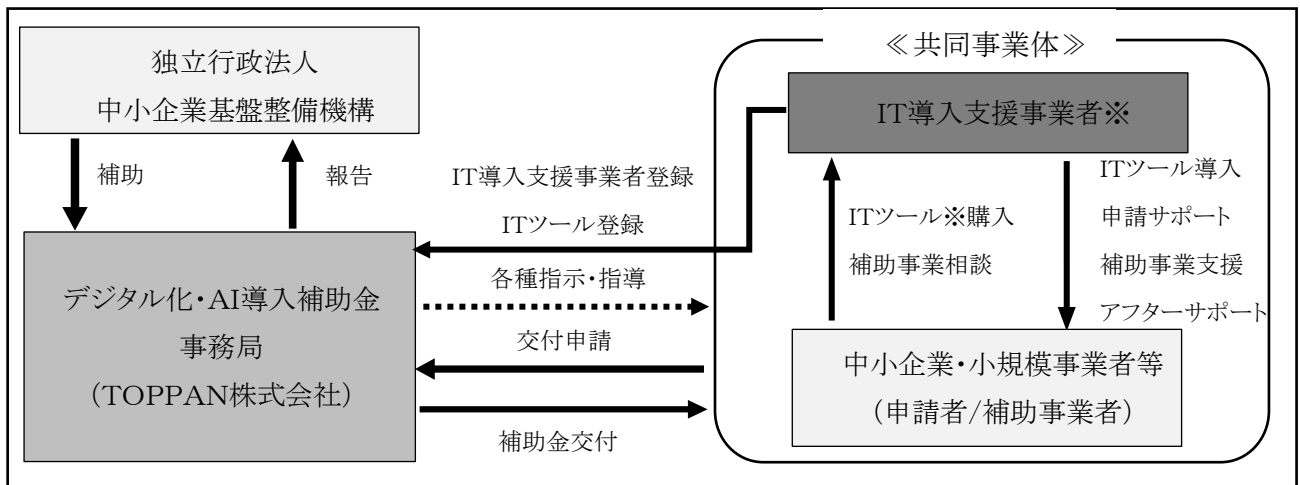 独立行政法人
中小企業基盤整備機構
補助
報告
デジタル化・AI導入補助金
事務局
（TOPPAN株式会社）
IT導入支援事業者登録
ITツール登録
各種指示・指導
交付申請
補助金交付
≪共同事業体≫
IT導入支援事業者※
ITツール※購入
補助事業相談
ITツール導入
申請サポート
補助事業支援
アフターサポート
中小企業・小規模事業者等
（申請者/補助事業者）